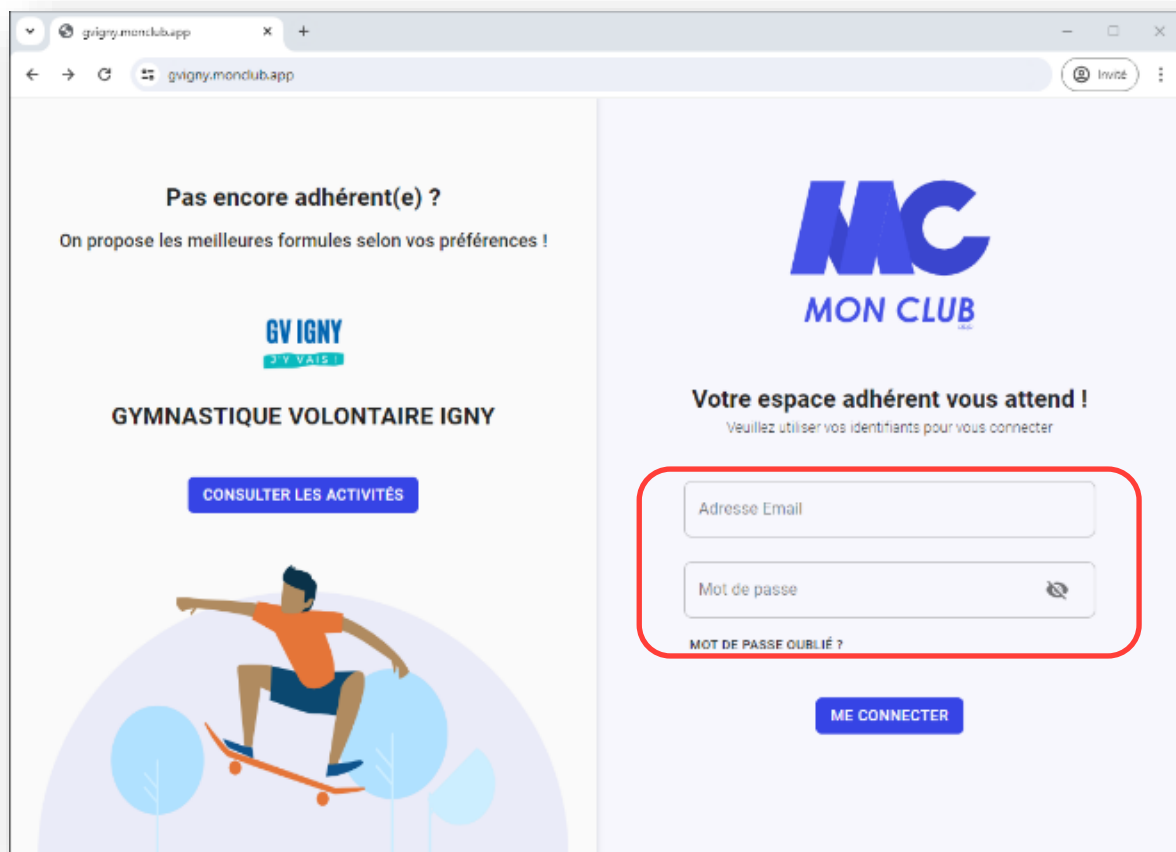 gvigny.monclub.app
gvigny.monclub.app
Invité
Pas encore adhérent(e) ?
On propose les meilleures formules selon vos préférences !
GV IGNY
J'Y VAIS !
GYMNASTIQUE VOLONTAIRE IGNY
CONSULTER LES ACTIVITÉS
MC
MON CLUB
Votre espace adhérent vous attend !
Veuillez utiliser vos identifiants pour vous connecter
Adresse Email
Mot de passe
MOT DE PASSE OUBLIÉ ?
ME CONNECTER